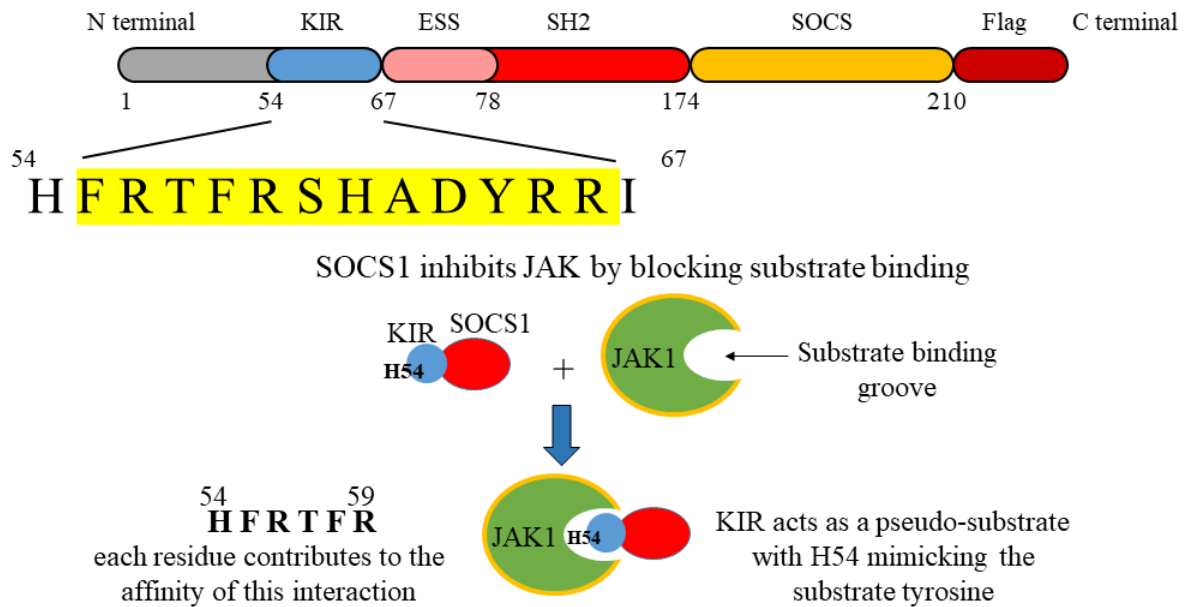 N terminal KIR ESS SH2 SOCS Flag C terminal
1 54 67 78 174 210
54 67
H F R T F R S H A D Y R R I
SOCS1 inhibits JAK by blocking substrate binding
KIR SOCS1
H54
+
JAK1
Substrate binding
groove
54 59
H F R T F R
each residue contributes to the
affinity of this interaction
JAK1 H54
KIR acts as a pseudo-substrate
with H54 mimicking the
substrate tyrosine